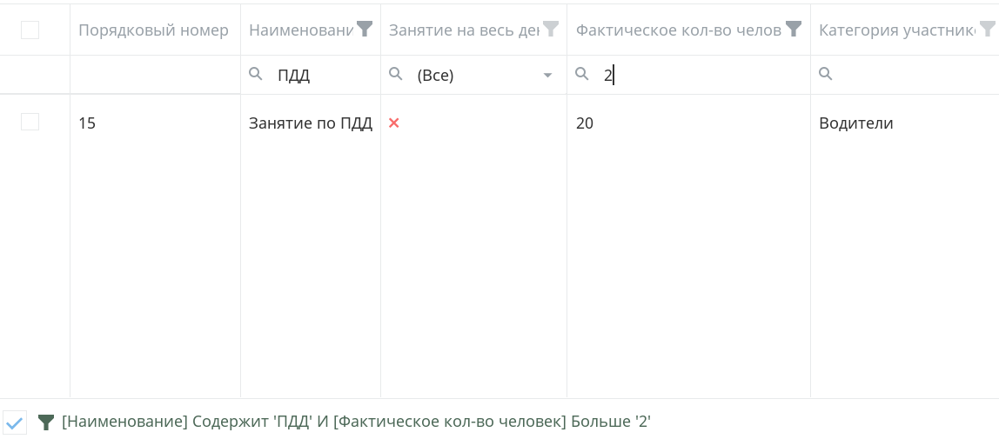 Порядковый номер Наименовани Занятие на весь ден Фактическое кол-во челов Категория участник
ПДД (Все) 2
15 Занятие по ПДД 20 Водители
[Наименование] Содержит 'ПДД' И [Фактическое кол-во человек] Больше '2'